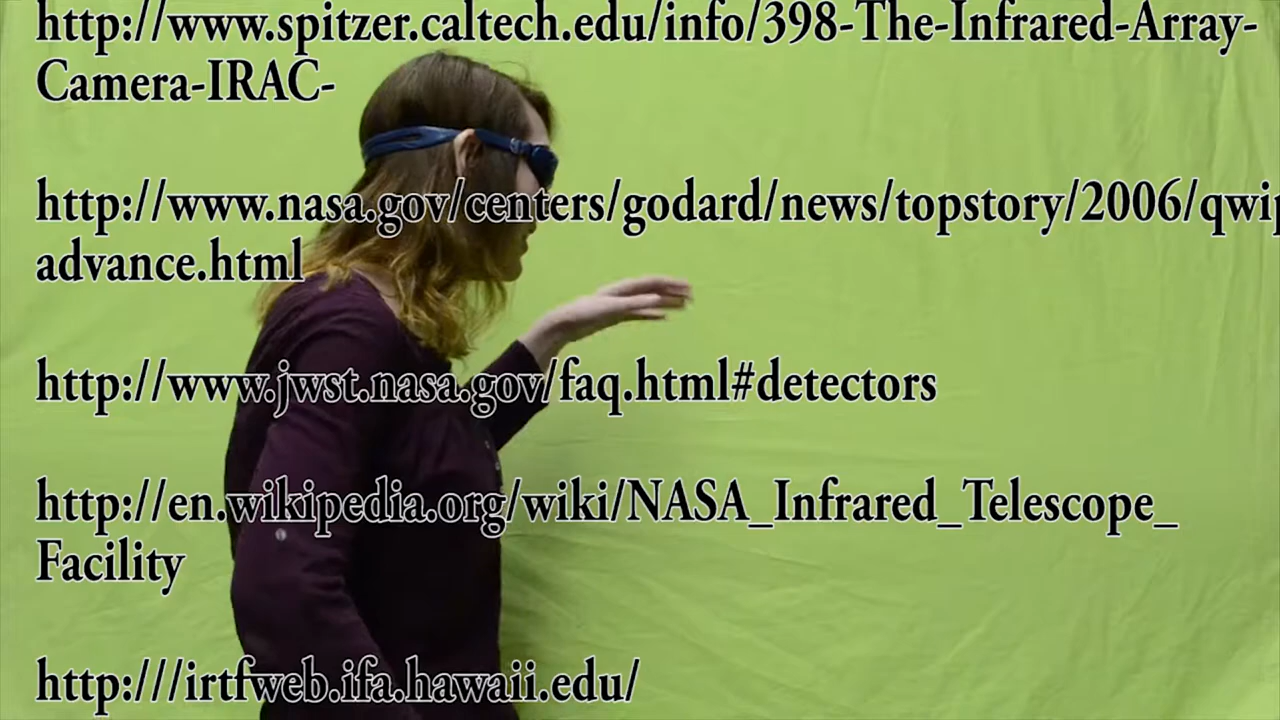 http://www.spitzer.caltech.edu/info/398-The-Infrared-Array-
Camera-IRAC-
http://www.nasa.gov/centers/godard/news/topstory/2006/qwip
advance.html
http://www.jwst.nasa.gov/faq.html#detectors
http://en.wikipedia.org/wiki/NASA_Infrared_Telescope_
Facility
http:///irtfweb.ifa.hawaii.edu/